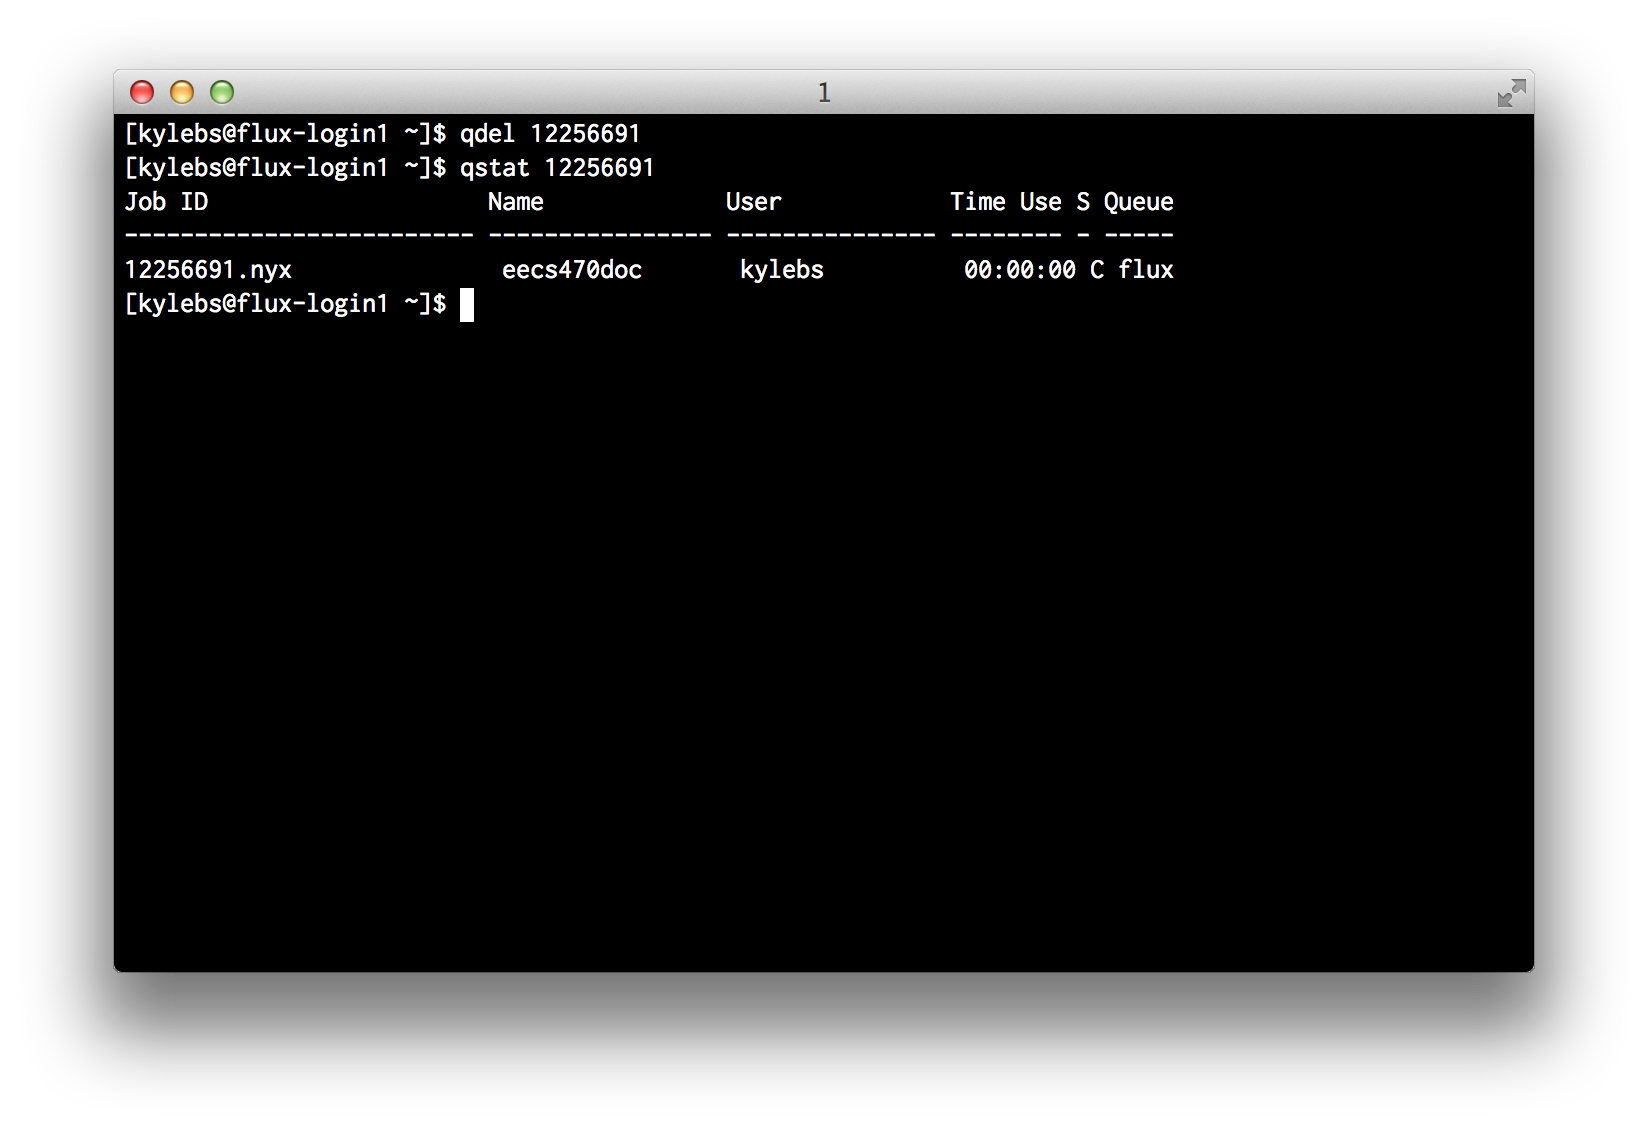 1
[kylebs@flux-login1 ~]$ qdel 12256691
[kylebs@flux-login1 ~]$ qstat 12256691
Job ID                    Name             User            Time Use S Queue
------------------------- ---------------- --------------- -------- - -----
12256691.nyx               eecs470doc       kylebs          00:00:00 C flux
[kylebs@flux-login1 ~]$